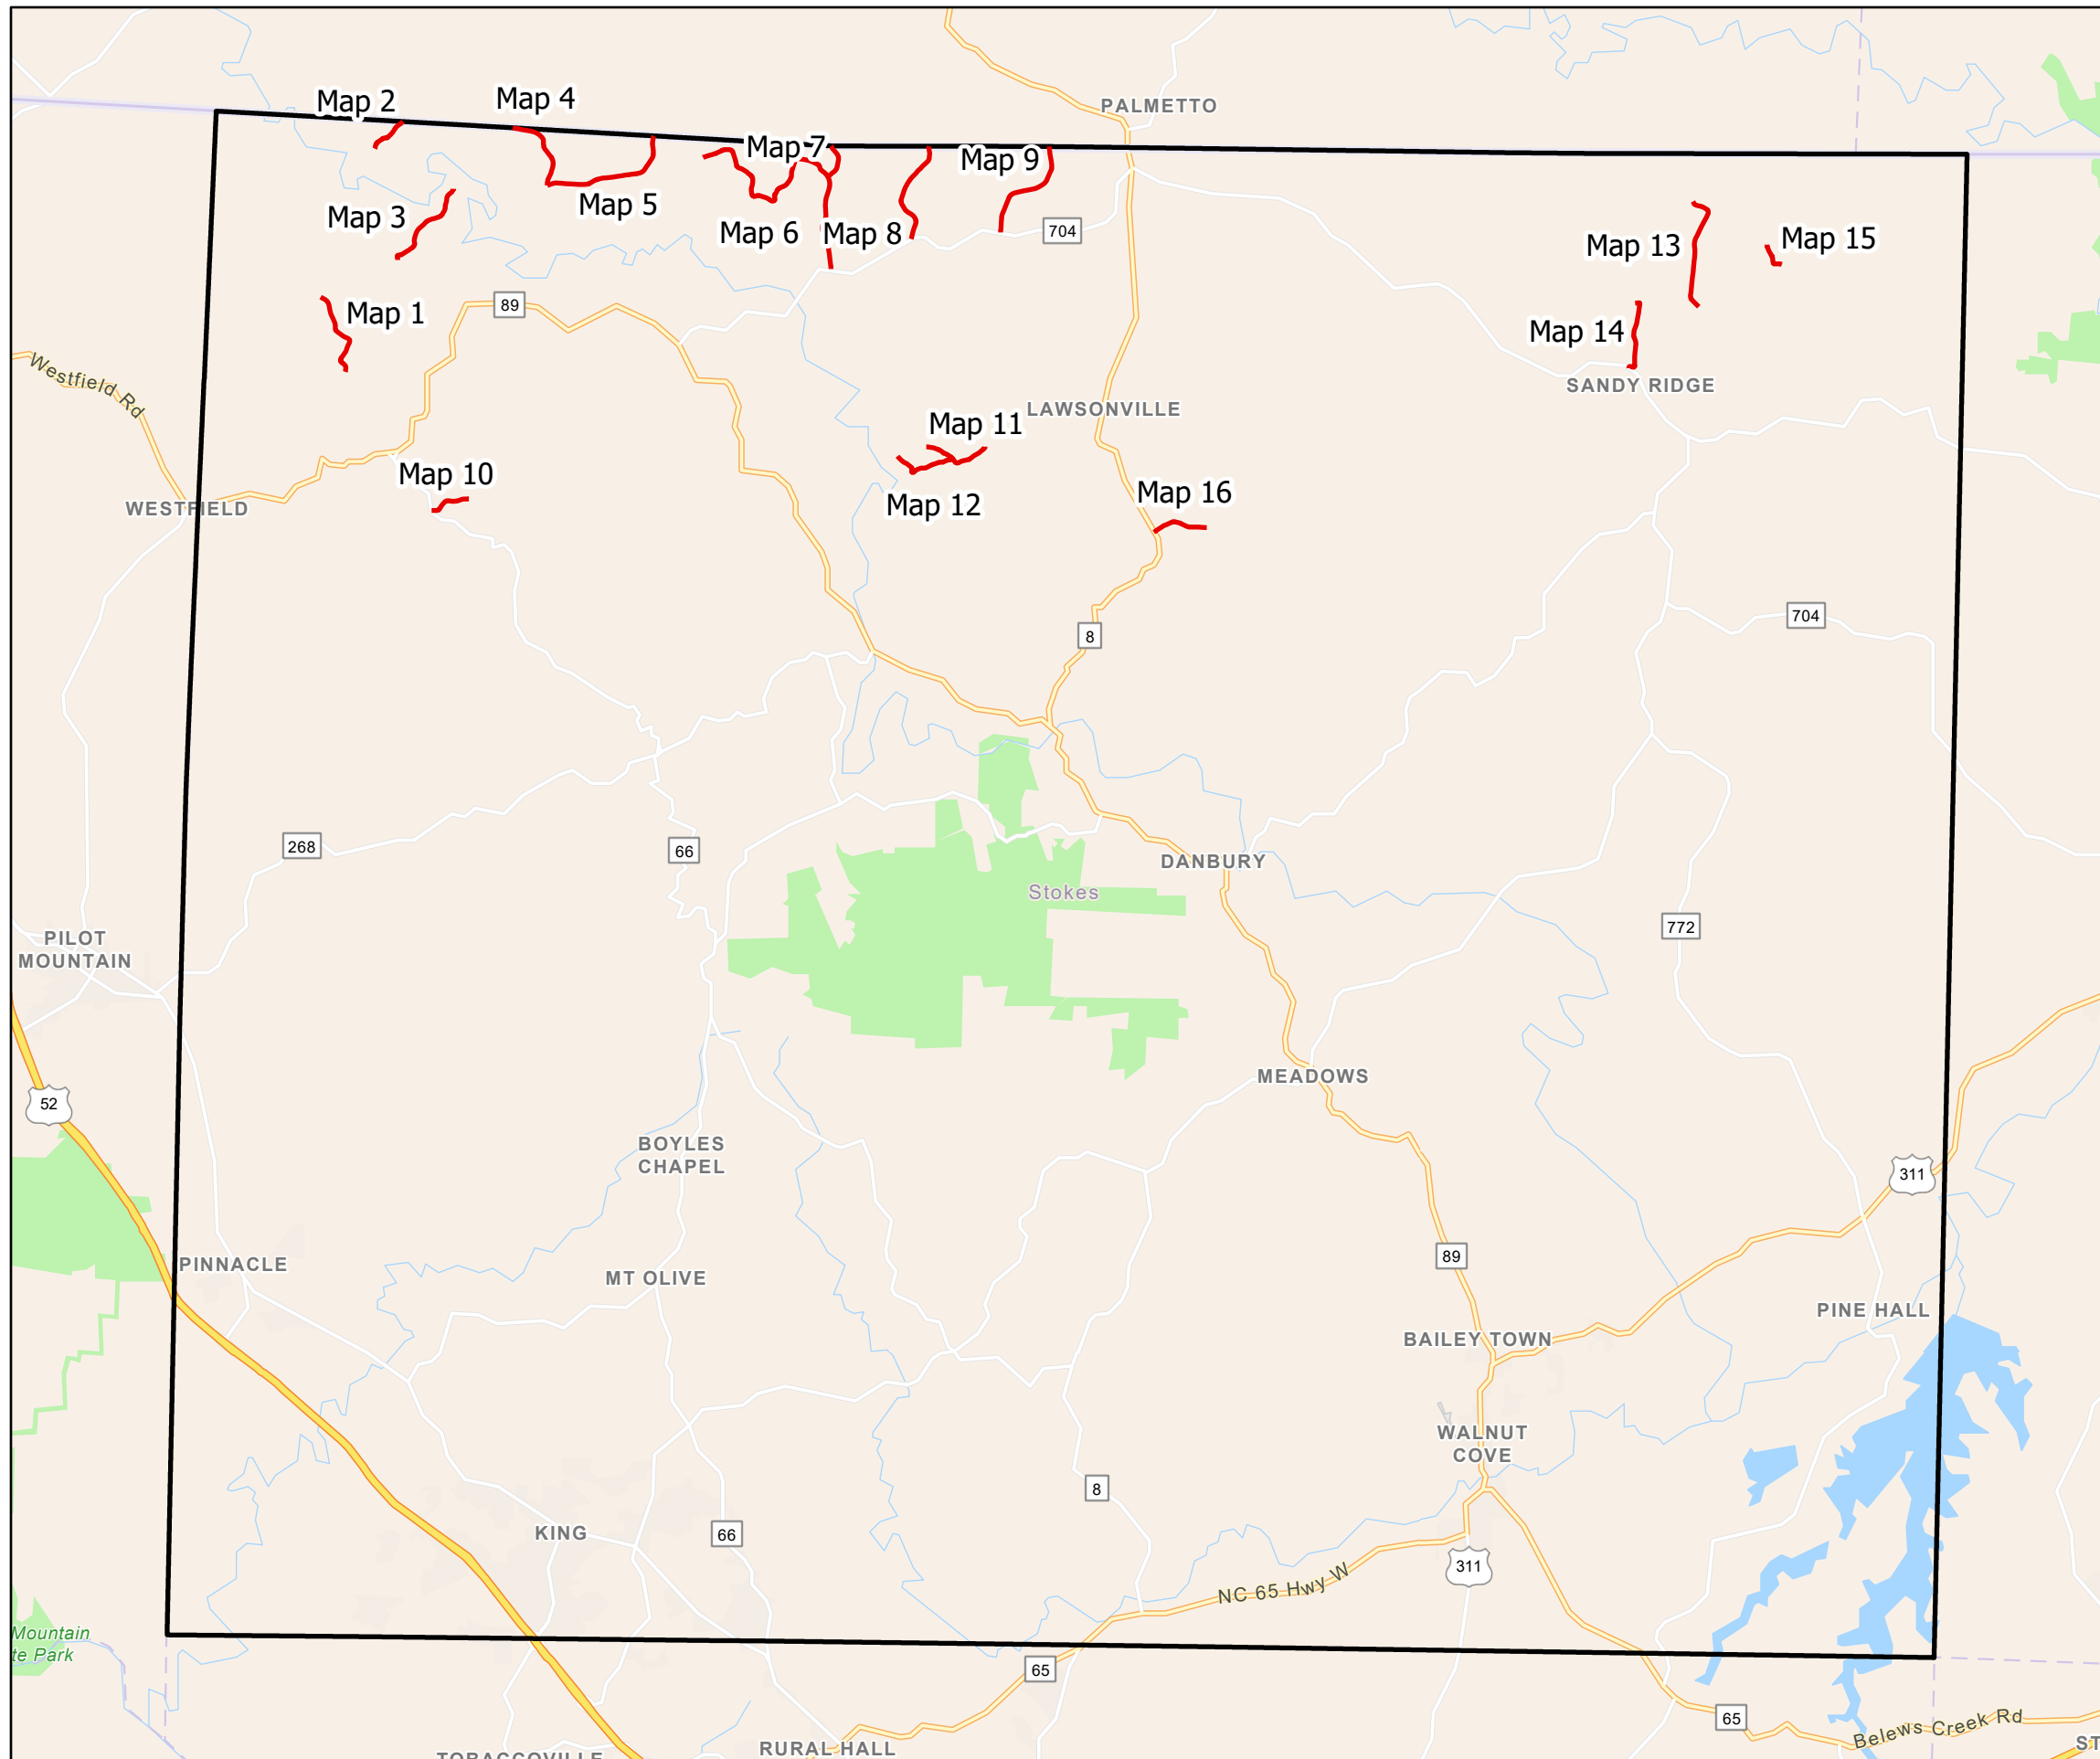 Map 2
Map 4
PALMETTO
Map 7
Map 9
Map 3
Map 5
Map 6
Map 8
704
Map 13
Map 15
89
Map 1
Map 14
Westfield Rd
SANDY RIDGE
LAWSONVILLE
Map 11
Map 10
Map 16
WESTFIELD
Map 12
704
8
268
66
DANBURY
Stokes
772
PILOT
MOUNTAIN
MEADOWS
52
BOYLES
CHAPEL
311
PINNACLE
89
MT OLIVE
PINE HALL
BAILEY TOWN
WALNUT
COVE
8
KING
66
311
NC 65 Hwy W
Mountain
te Park
65
65
Belews Creek Rd
RURAL HALL
ST
TOBACCOVILLE